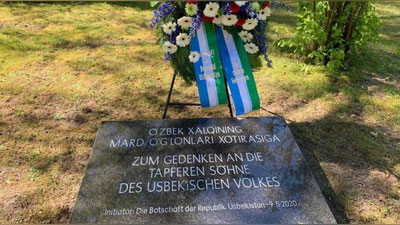 O'ZBEK XALQINING
MARD O'G'LONLARI XOTIRASIGA
ZUM GEDENKEN AN DIE
TAPFEREN SÖHNE
DES USBEKISCHEN VOLKES
Initiator: Die Botschaft der Republik Usbekistan - 9.5.2020